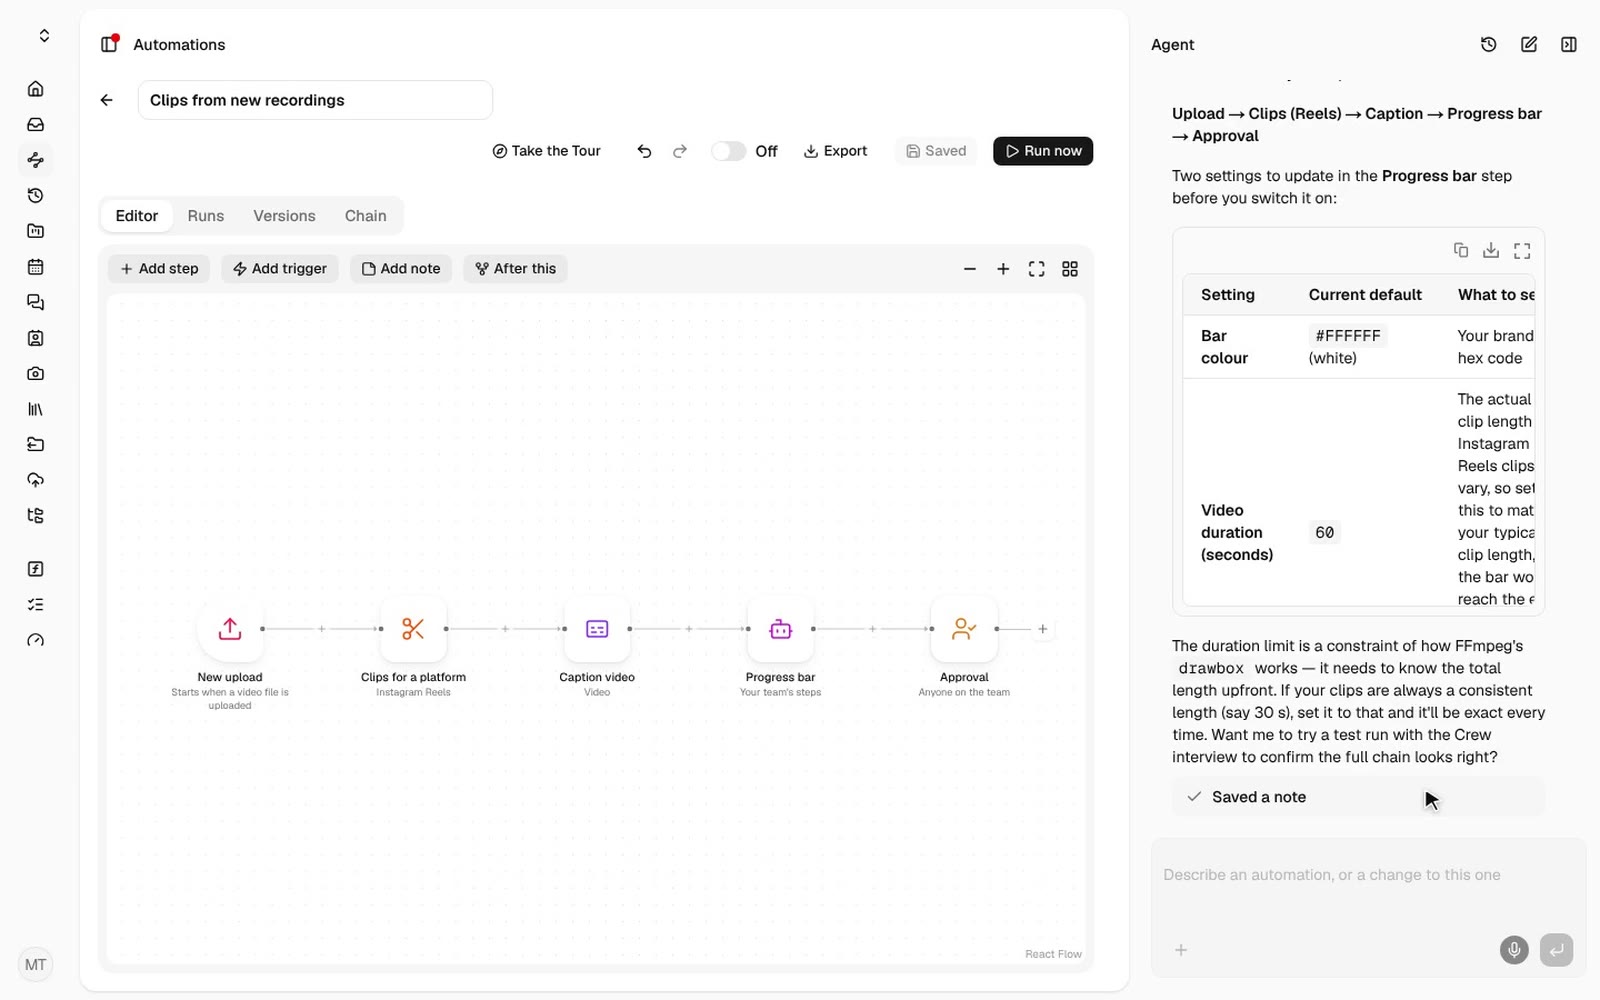 Automations
Clips from new recordings
Take the Tour
Off
Export
Saved
Run now
Editor
Runs
Versions
Chain
Add step
Add trigger
Add note
After this
New upload
Starts when a video file is
uploaded
Clips for a platform
Instagram Reels
Caption video
Video
Progress bar
Your team's steps
Approval
Anyone on the team
React Flow
MT
Agent
Upload → Clips (Reels) → Caption → Progress bar
→ Approval
Two settings to update in the Progress bar step
before you switch it on:
Setting
Current default
What to se
Bar
colour
#FFFFFF
(white)
Your brand
hex code
Video
duration
(seconds)
60
The actual
clip length
Instagram
Reels clips
vary, so set
this to mat
your typica
clip length,
the bar wo
reach the e
The duration limit is a constraint of how FFmpeg's
drawbox works — it needs to know the total
length upfront. If your clips are always a consistent
length (say 30 s), set it to that and it'll be exact every
time. Want me to try a test run with the Crew
interview to confirm the full chain looks right?
Saved a note
Describe an automation, or a change to this one